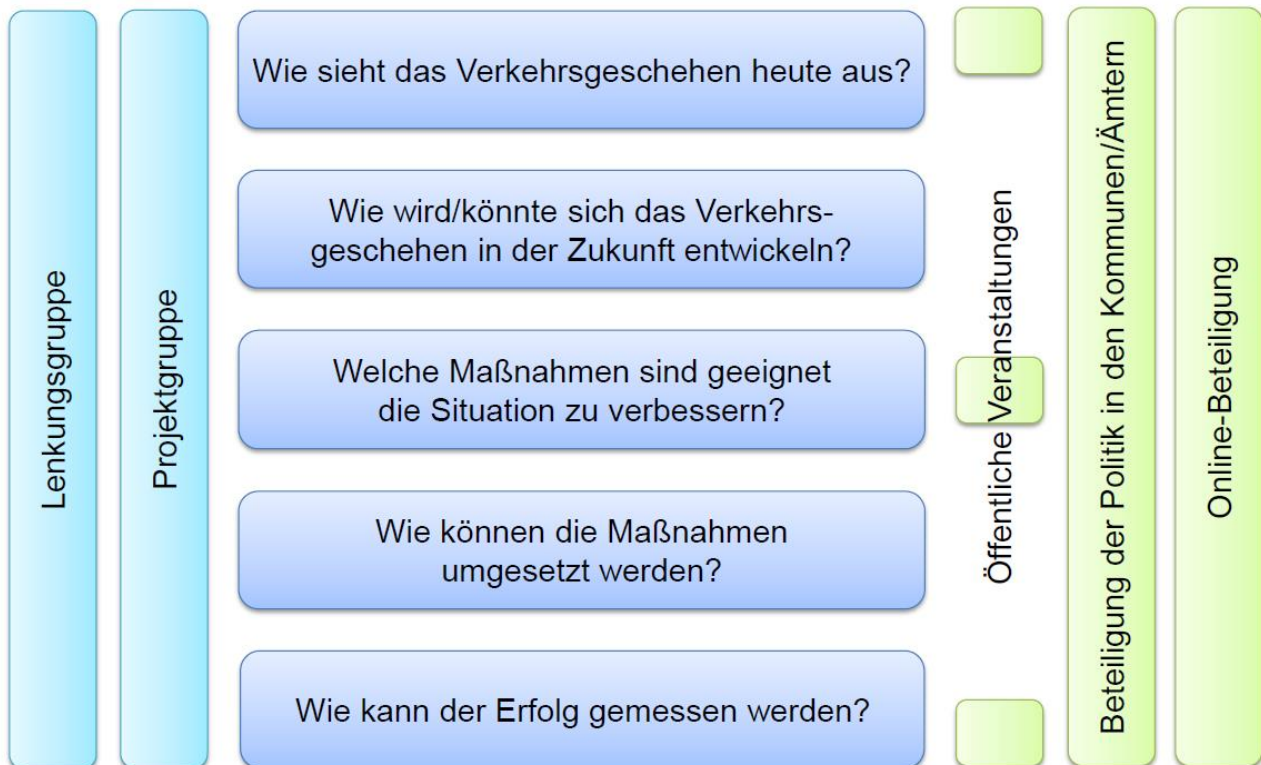 Lenkungsgruppe
Projektgruppe
Wie sieht das Verkehrsgeschehen heute aus?
Wie wird/könnte sich das Verkehrs-
geschehen in der Zukunft entwickeln?
Welche Maßnahmen sind geeignet
die Situation zu verbessern?
Wie können die Maßnahmen
umgesetzt werden?
Wie kann der Erfolg gemessen werden?
Öffentliche Veranstaltungen
Beteiligung der Politik in den Kommunen/Ämtern
Online-Beteiligung